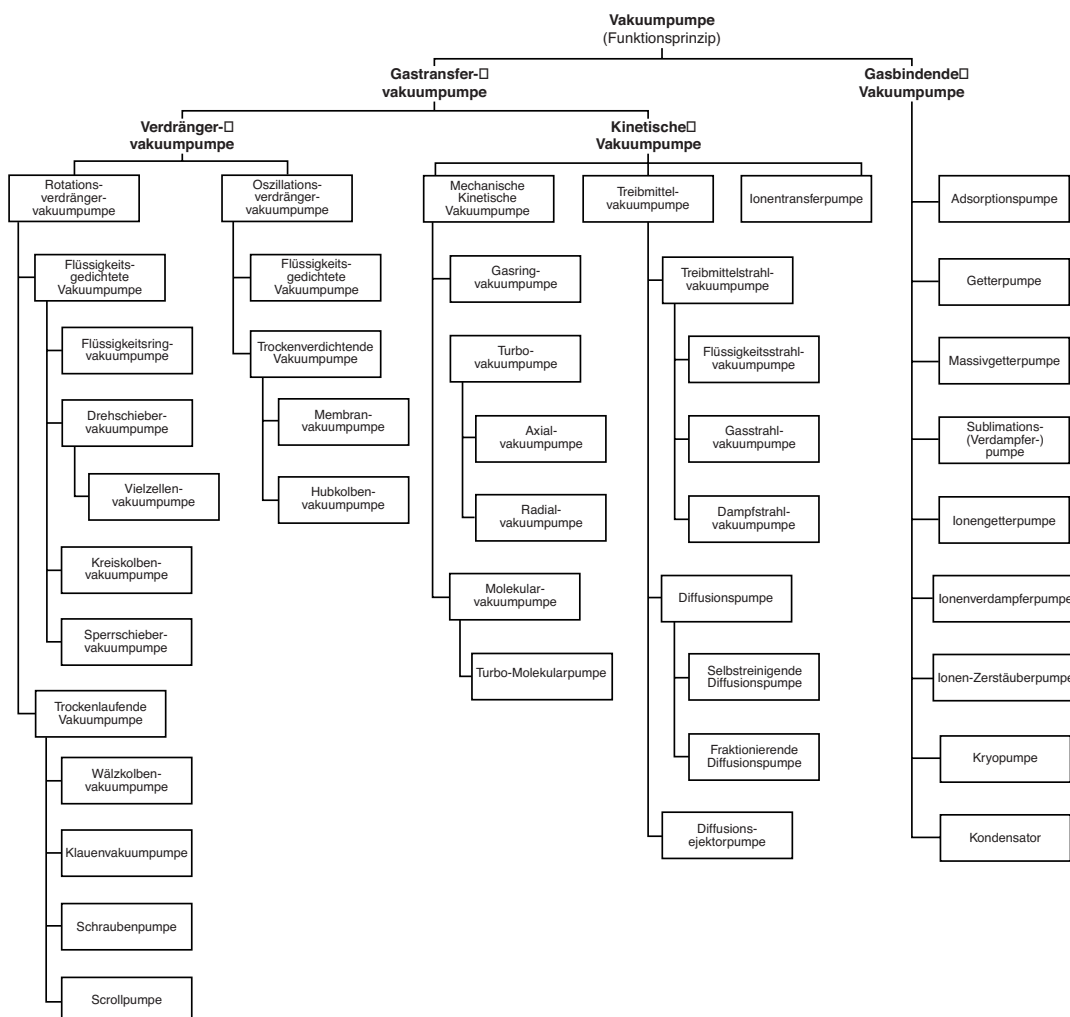 Vakuumpumpe
(Funktionsprinzip)
Gastransfer-
vakuumpumpe
Gasbindende
Vakuumpumpe
Verdränger-
vakuumpumpe
Kinetische
Vakuumpumpe
Rotations-
verdränger-
vakuumpumpe
Oszillations-
verdränger-
vakuumpumpe
Mechanische
Kinetische
Vakuumpumpe
Treibmittel-
vakuumpumpe
Ionentransferpumpe
Flüssigkeits-
gedichtete
Vakuumpumpe
Flüssigkeitsring-
vakuumpumpe
Drehschieber-
vakuumpumpe
Vielzellen-
vakuumpumpe
Kreiskolben-
vakuumpumpe
Sperrschieber-
vakuumpumpe
Trockenlaufende
Vakuumpumpe
Wälzkolben-
vakuumpumpe
Klauenvakuumpumpe
Schraubenpumpe
Scrollpumpe
Flüssigkeits-
gedichtete
Vakuumpumpe
Trockenverdichtende
Vakuumpumpe
Membran-
vakuumpumpe
Hubkolben-
vakuumpumpe
Gasring-
vakuumpumpe
Turbo-
vakuumpumpe
Axial-
vakuumpumpe
Radial-
vakuumpumpe
Molekular-
vakuumpumpe
Turbo-Molekularpumpe
Treibmittelstrahl-
vakuumpumpe
Flüssigkeitsstrahl-
vakuumpumpe
Gasstrahl-
vakuumpumpe
Dampfstrahl-
vakuumpumpe
Diffusionspumpe
Selbstreinigende
Diffusionspumpe
Fraktionierende
Diffusionspumpe
Diffusions-
ejektorpumpe
Adsorptionspumpe
Getterpumpe
Massivgetterpumpe
Sublimations-
(Verdampfer-)
pumpe
Ionengetterpumpe
Ionenverdampferpumpe
Ionen-Zerstäuberpumpe
Kryopumpe
Kondensator